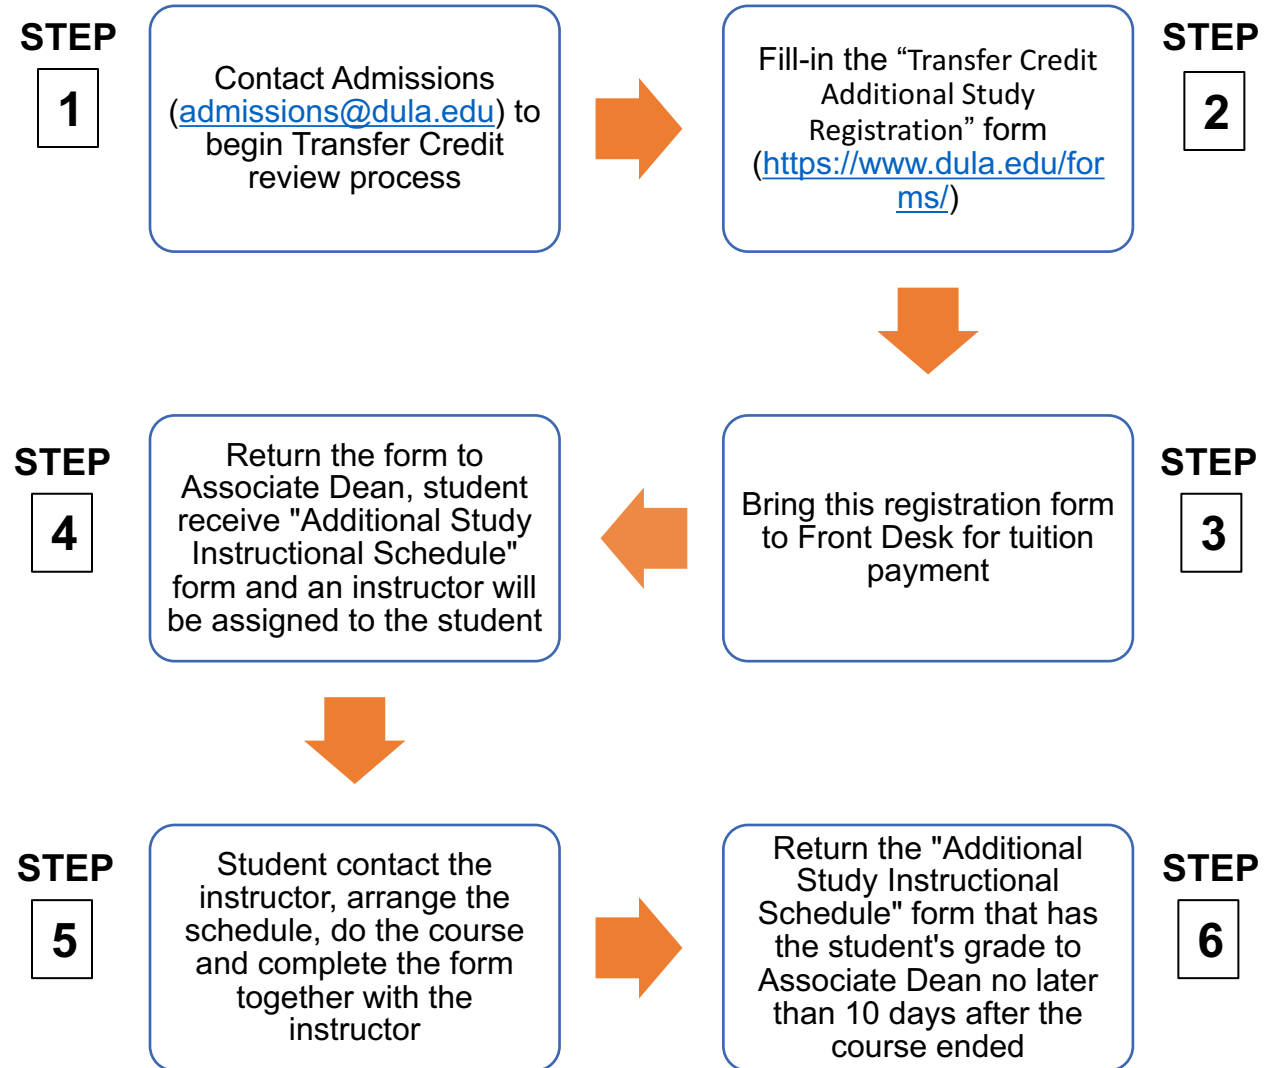 STEP
1
Contact Admissions
(admissions@dula.edu) to
begin Transfer Credit
review process
STEP
2
Fill-in the “Transfer Credit
Additional Study
Registration” form
(https://www.dula.edu/for
ms/)
STEP
3
Bring this registration form
to Front Desk for tuition
payment
STEP
4
Return the form to
Associate Dean, student
receive "Additional Study
Instructional Schedule"
form and an instructor will
be assigned to the student
STEP
5
Student contact the
instructor, arrange the
schedule, do the course
and complete the form
together with the
instructor
STEP
6
Return the "Additional
Study Instructional
Schedule" form that has
the student's grade to
Associate Dean no later
than 10 days after the
course ended